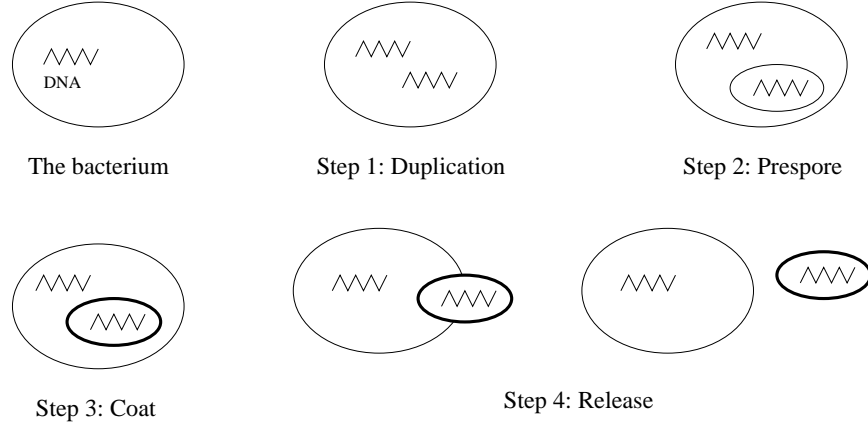 DNA
The bacterium
Step 1: Duplication
Step 2: Prespore
Step 3: Coat
Step 4: Release